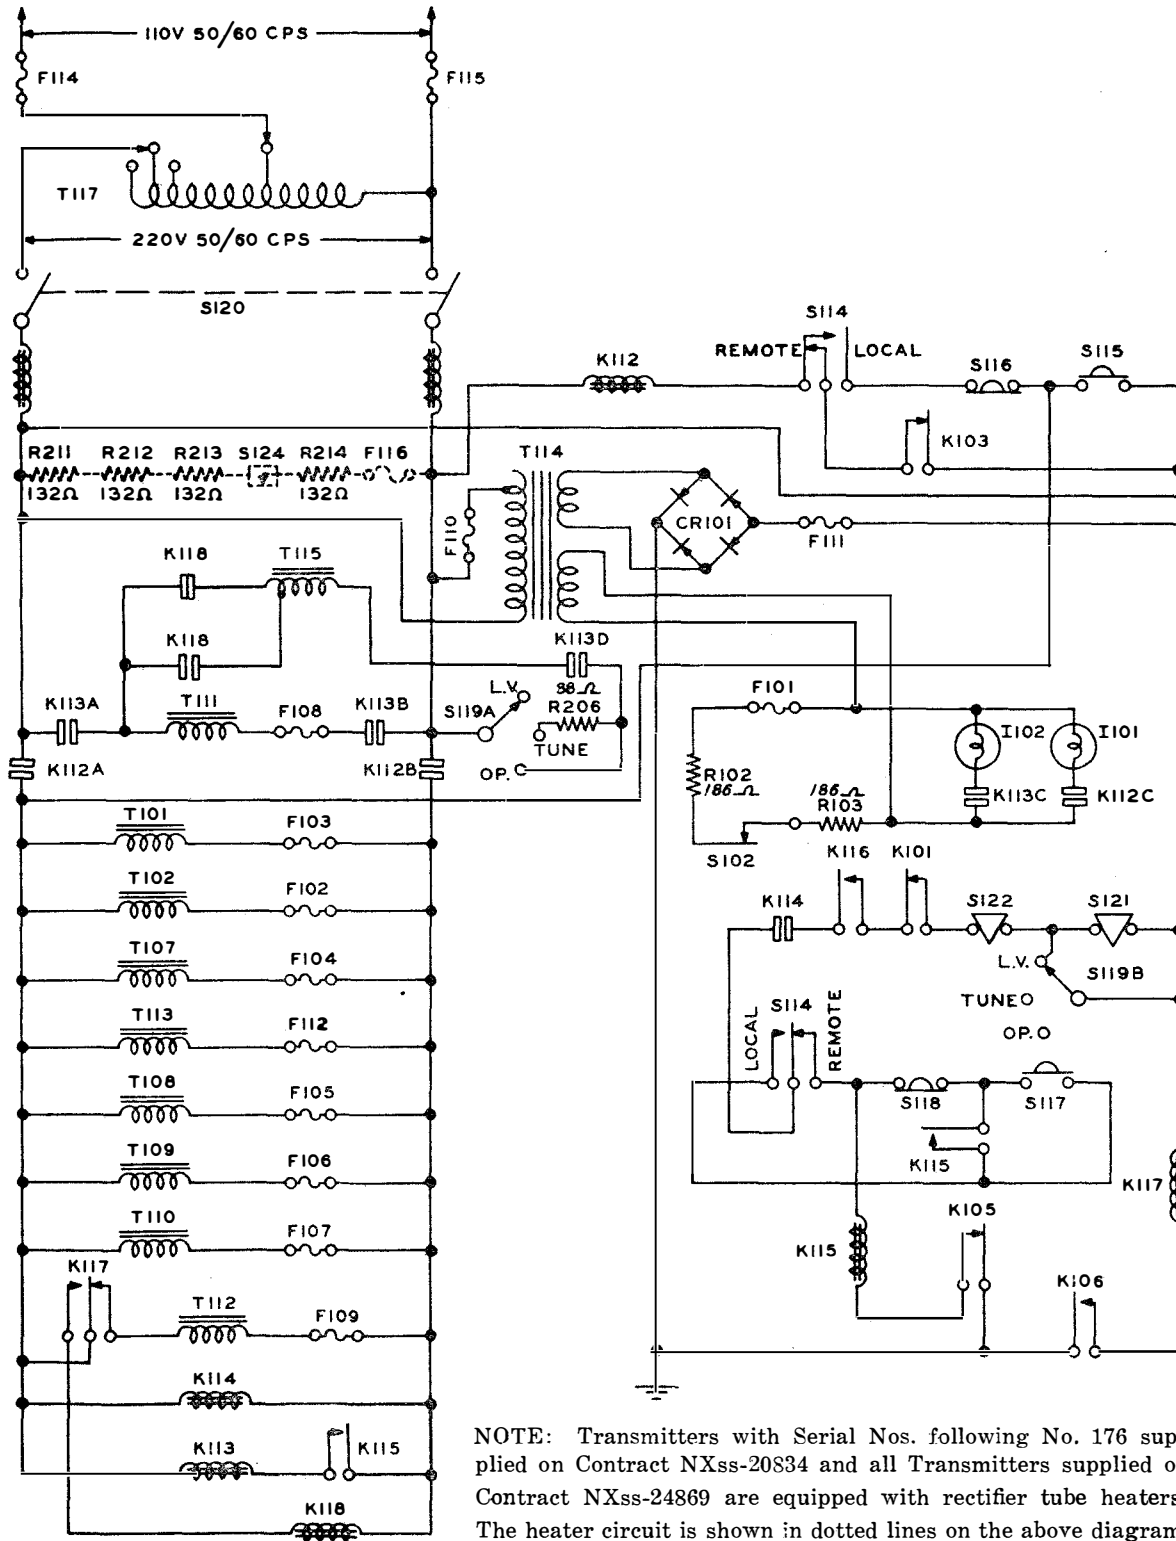 110V 50/60 CPS
F114
F115
T117
220V 50/60 CPS
S120
S114
REMOTE
LOCAL
K112
S116
S115
K103
R211
R212
R213
S124
R214
F116
132Ω
132Ω
132Ω
132Ω
T114
F110
CR101
F111
K118
T115
K118
K113D
88Ω
R206
L.V.
S119A
TUNE
OP.
K113A
T111
F108
K113B
K112A
K112B
F101
I102
I101
R102
186Ω
186Ω
R103
K113C
K112C
S102
T101
F103
T102
F102
T107
F104
T113
F112
T108
F105
T109
F106
T110
F107
K117
T112
F109
K114
K113
K115
K118
K116
K101
K114
S122
S121
L.V.
S119B
TUNE
OP.
LOCAL
S114
REMOTE
S118
S117
K115
K105
K115
K117
K106
NOTE: Transmitters with Serial Nos. following No. 176 sup
plied on Contract NXss-20834 and all Transmitters supplied o
Contract NXss-24869 are equipped with rectifier tube heaters
The heater circuit is shown in dotted lines on the above diagram